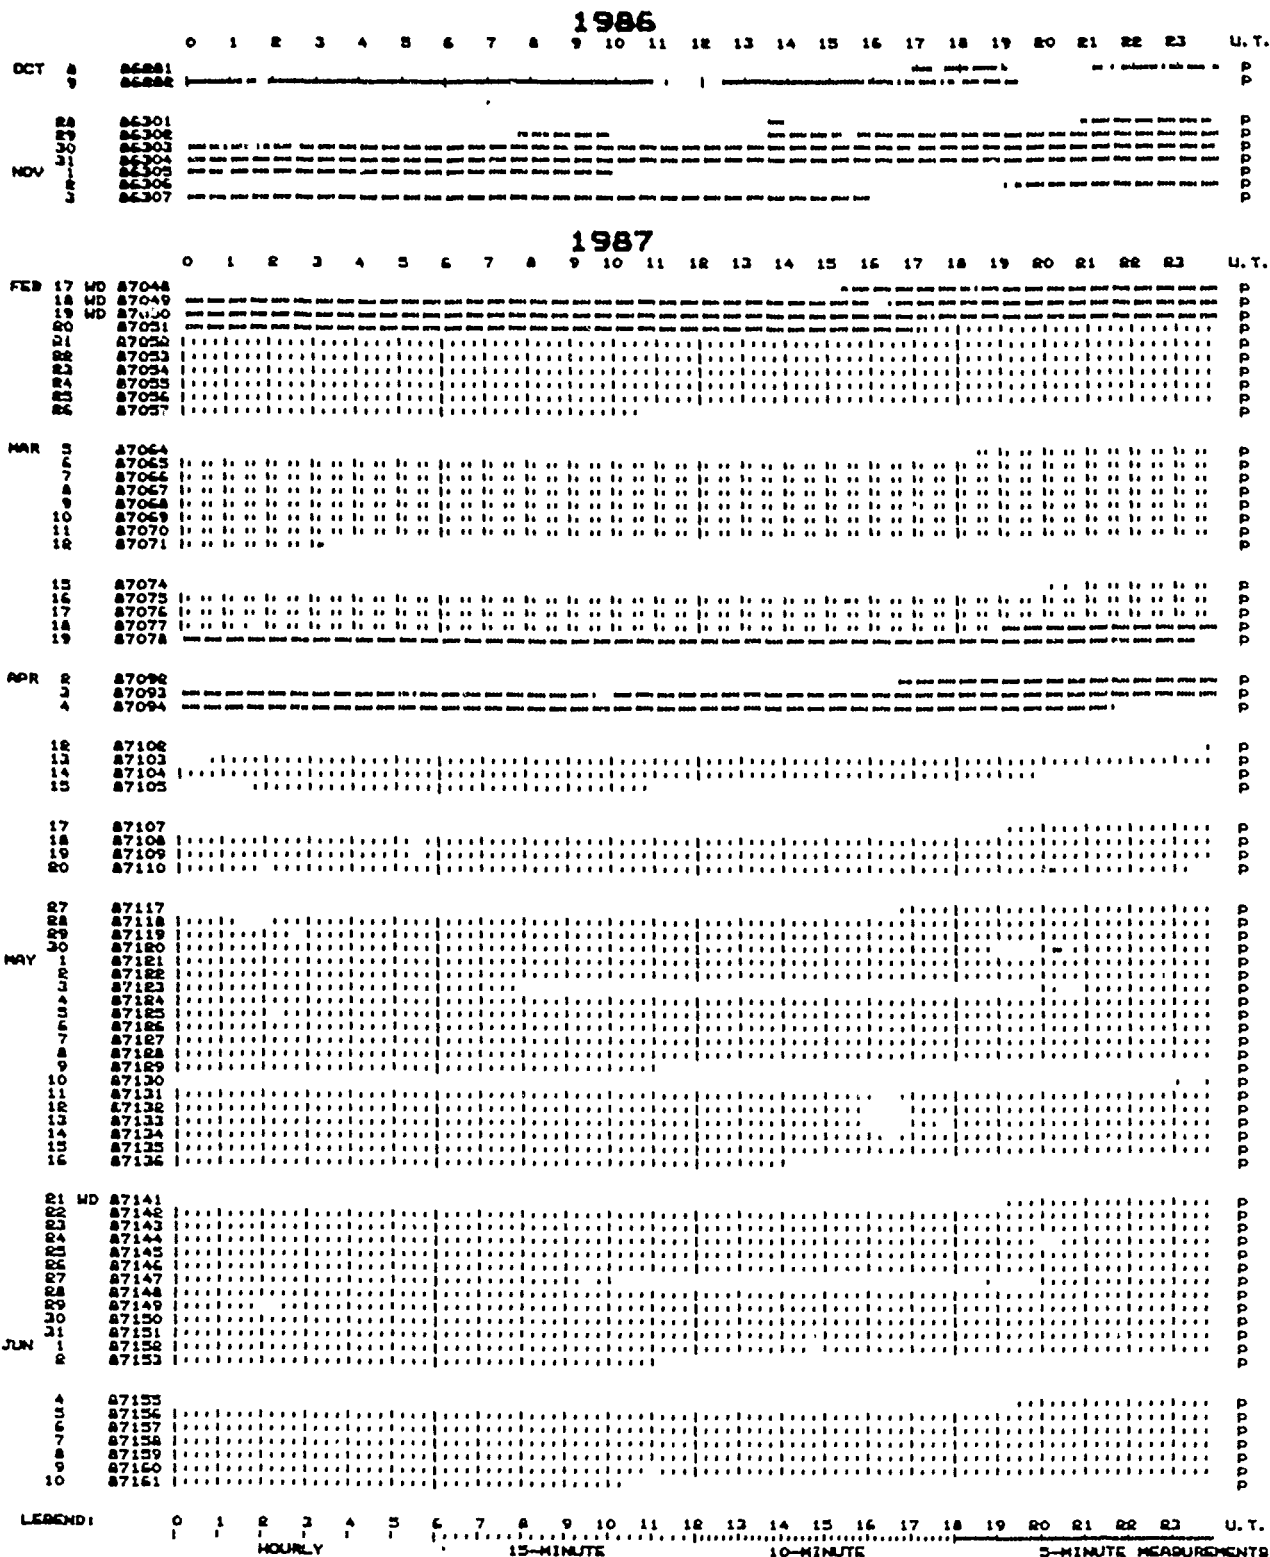 1986
0 1 2 3 4 5 6 7 8 9 10 11 12 13 14 15 16 17 18 19 20 21 22 23 U.T.
OCT 8 86281 P
9 86282 P
28 86301 P
29 86302 P
30 86303 P
31 86304 P
NOV 1 86305 P
2 86306 P
3 86307 P
1987
0 1 2 3 4 5 6 7 8 9 10 11 12 13 14 15 16 17 18 19 20 21 22 23 U.T.
FEB 17 WD 87048 P
18 WD 87049 P
19 WD 87050 P
20 87051 P
21 87052 P
22 87053 P
23 87054 P
24 87055 P
25 87056 P
26 87057 P
MAR 5 87064 P
6 87065 P
7 87066 P
8 87067 P
9 87068 P
10 87069 P
11 87070 P
12 87071 P
15 87074 P
16 87075 P
17 87076 P
18 87077 P
19 87078 P
APR 2 87092 P
3 87093 P
4 87094 P
12 87102 P
13 87103 P
14 87104 P
15 87105 P
17 87107 P
18 87108 P
19 87109 P
20 87110 P
27 87117 P
28 87118 P
29 87119 P
30 87120 P
MAY 1 87121 P
2 87122 P
3 87123 P
4 87124 P
5 87125 P
6 87126 P
7 87127 P
8 87128 P
9 87129 P
10 87130 P
11 87131 P
12 87132 P
13 87133 P
14 87134 P
15 87135 P
16 87136 P
21 WD 87141 P
22 87142 P
23 87143 P
24 87144 P
25 87145 P
26 87146 P
27 87147 P
28 87148 P
29 87149 P
30 87150 P
31 87151 P
JUN 1 87152 P
2 87153 P
4 87155 P
5 87156 P
6 87157 P
7 87158 P
8 87159 P
9 87160 P
10 87161 P
LEGEND: 0 1 2 3 4 5 6 7 8 9 10 11 12 13 14 15 16 17 18 19 20 21 22 23 U.T.
HOURLY 15-MINUTE 10-MINUTE 5-MINUTE MEASUREMENTS